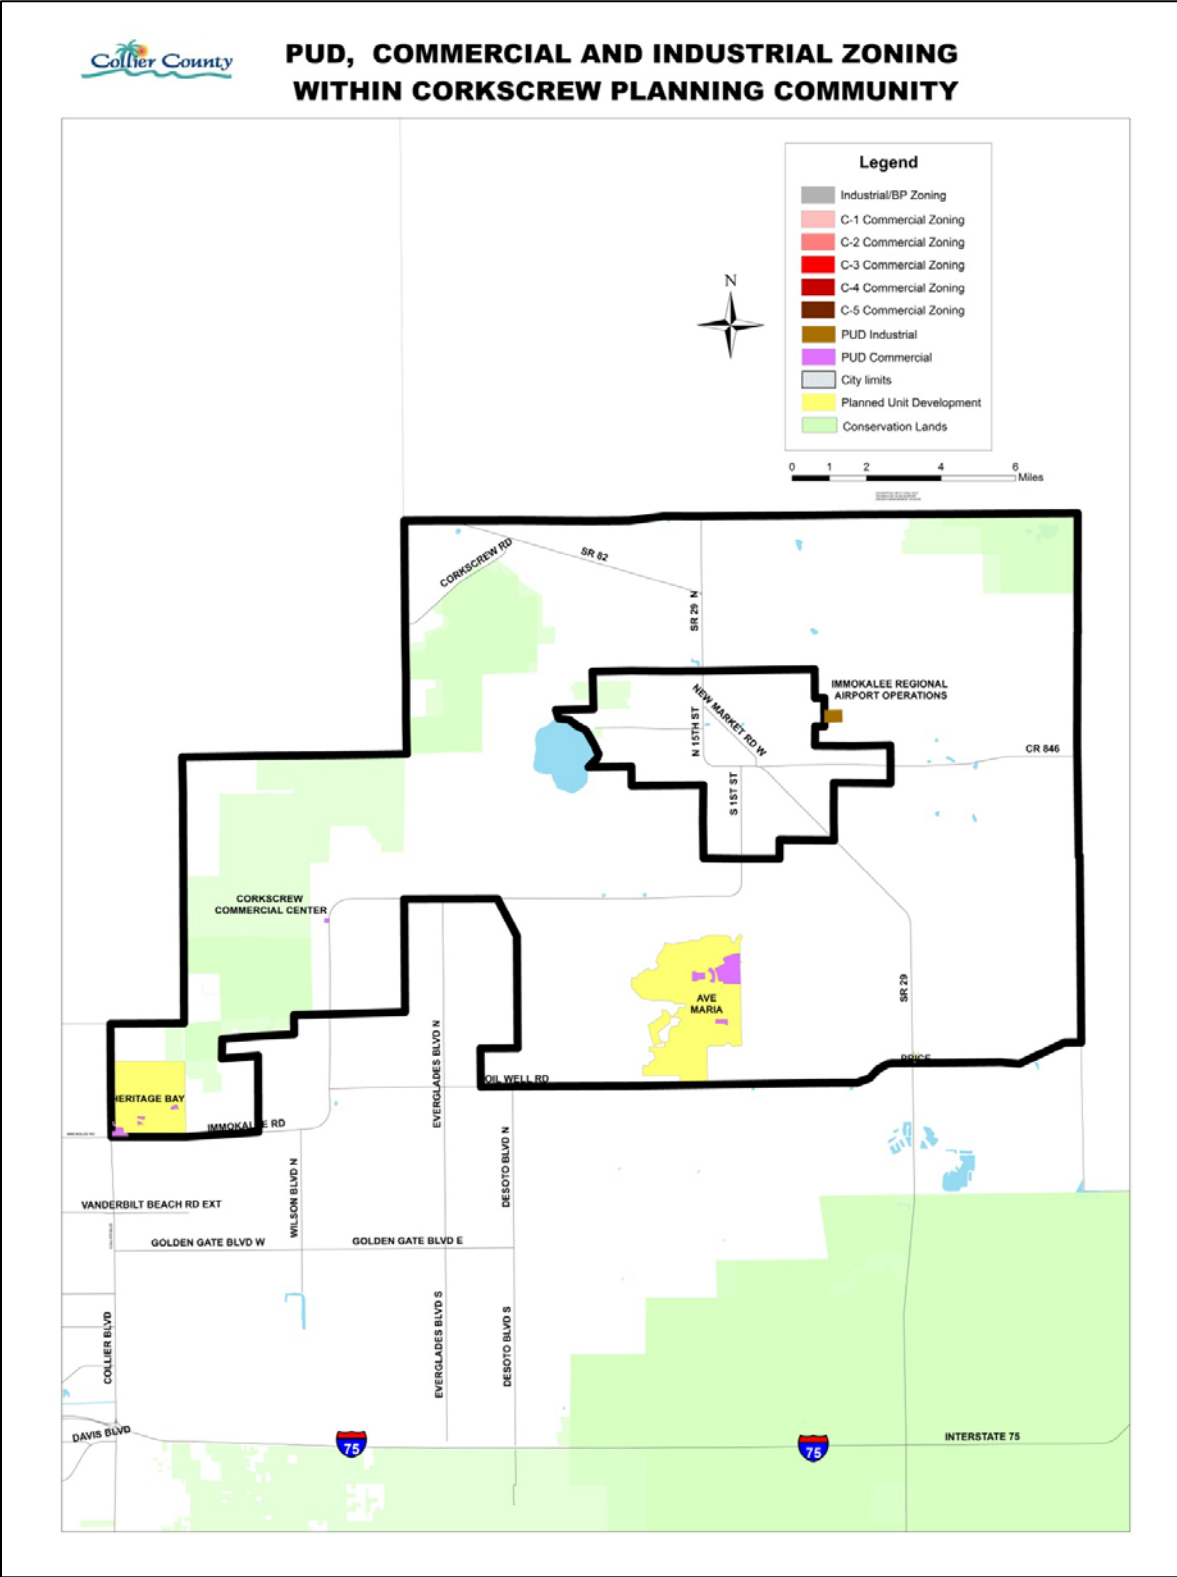 Collier County
PUD, COMMERCIAL AND INDUSTRIAL ZONING
WITHIN CORKSCREW PLANNING COMMUNITY
Legend
Industrial/BP Zoning
C-1 Commercial Zoning
C-2 Commercial Zoning
C-3 Commercial Zoning
C-4 Commercial Zoning
C-5 Commercial Zoning
PUD Industrial
PUD Commercial
City limits
Planned Unit Development
Conservation Lands
N
0 1 2 4 6
Miles
CORKSCREW RD
SR 82
SR 29 N
IMMOKALEE REGIONAL
AIRPORT OPERATIONS
NEW MARKET RD W
N 15TH ST
CR 846
S 1ST ST
CORKSCREW
COMMERCIAL CENTER
AVE
MARIA
SR 29
EVERGLADES BLVD N
OIL WELL RD
HERITAGE BAY
IMMOKALEE RD
IMMOKALEE RD
DESOTO BLVD N
WILSON BLVD N
VANDERBILT BEACH RD EXT
GOLDEN GATE BLVD W
GOLDEN GATE BLVD E
COLLIER BLVD
EVERGLADES BLVD S
DESOTO BLVD S
DAVIS BLVD
75
75
INTERSTATE 75